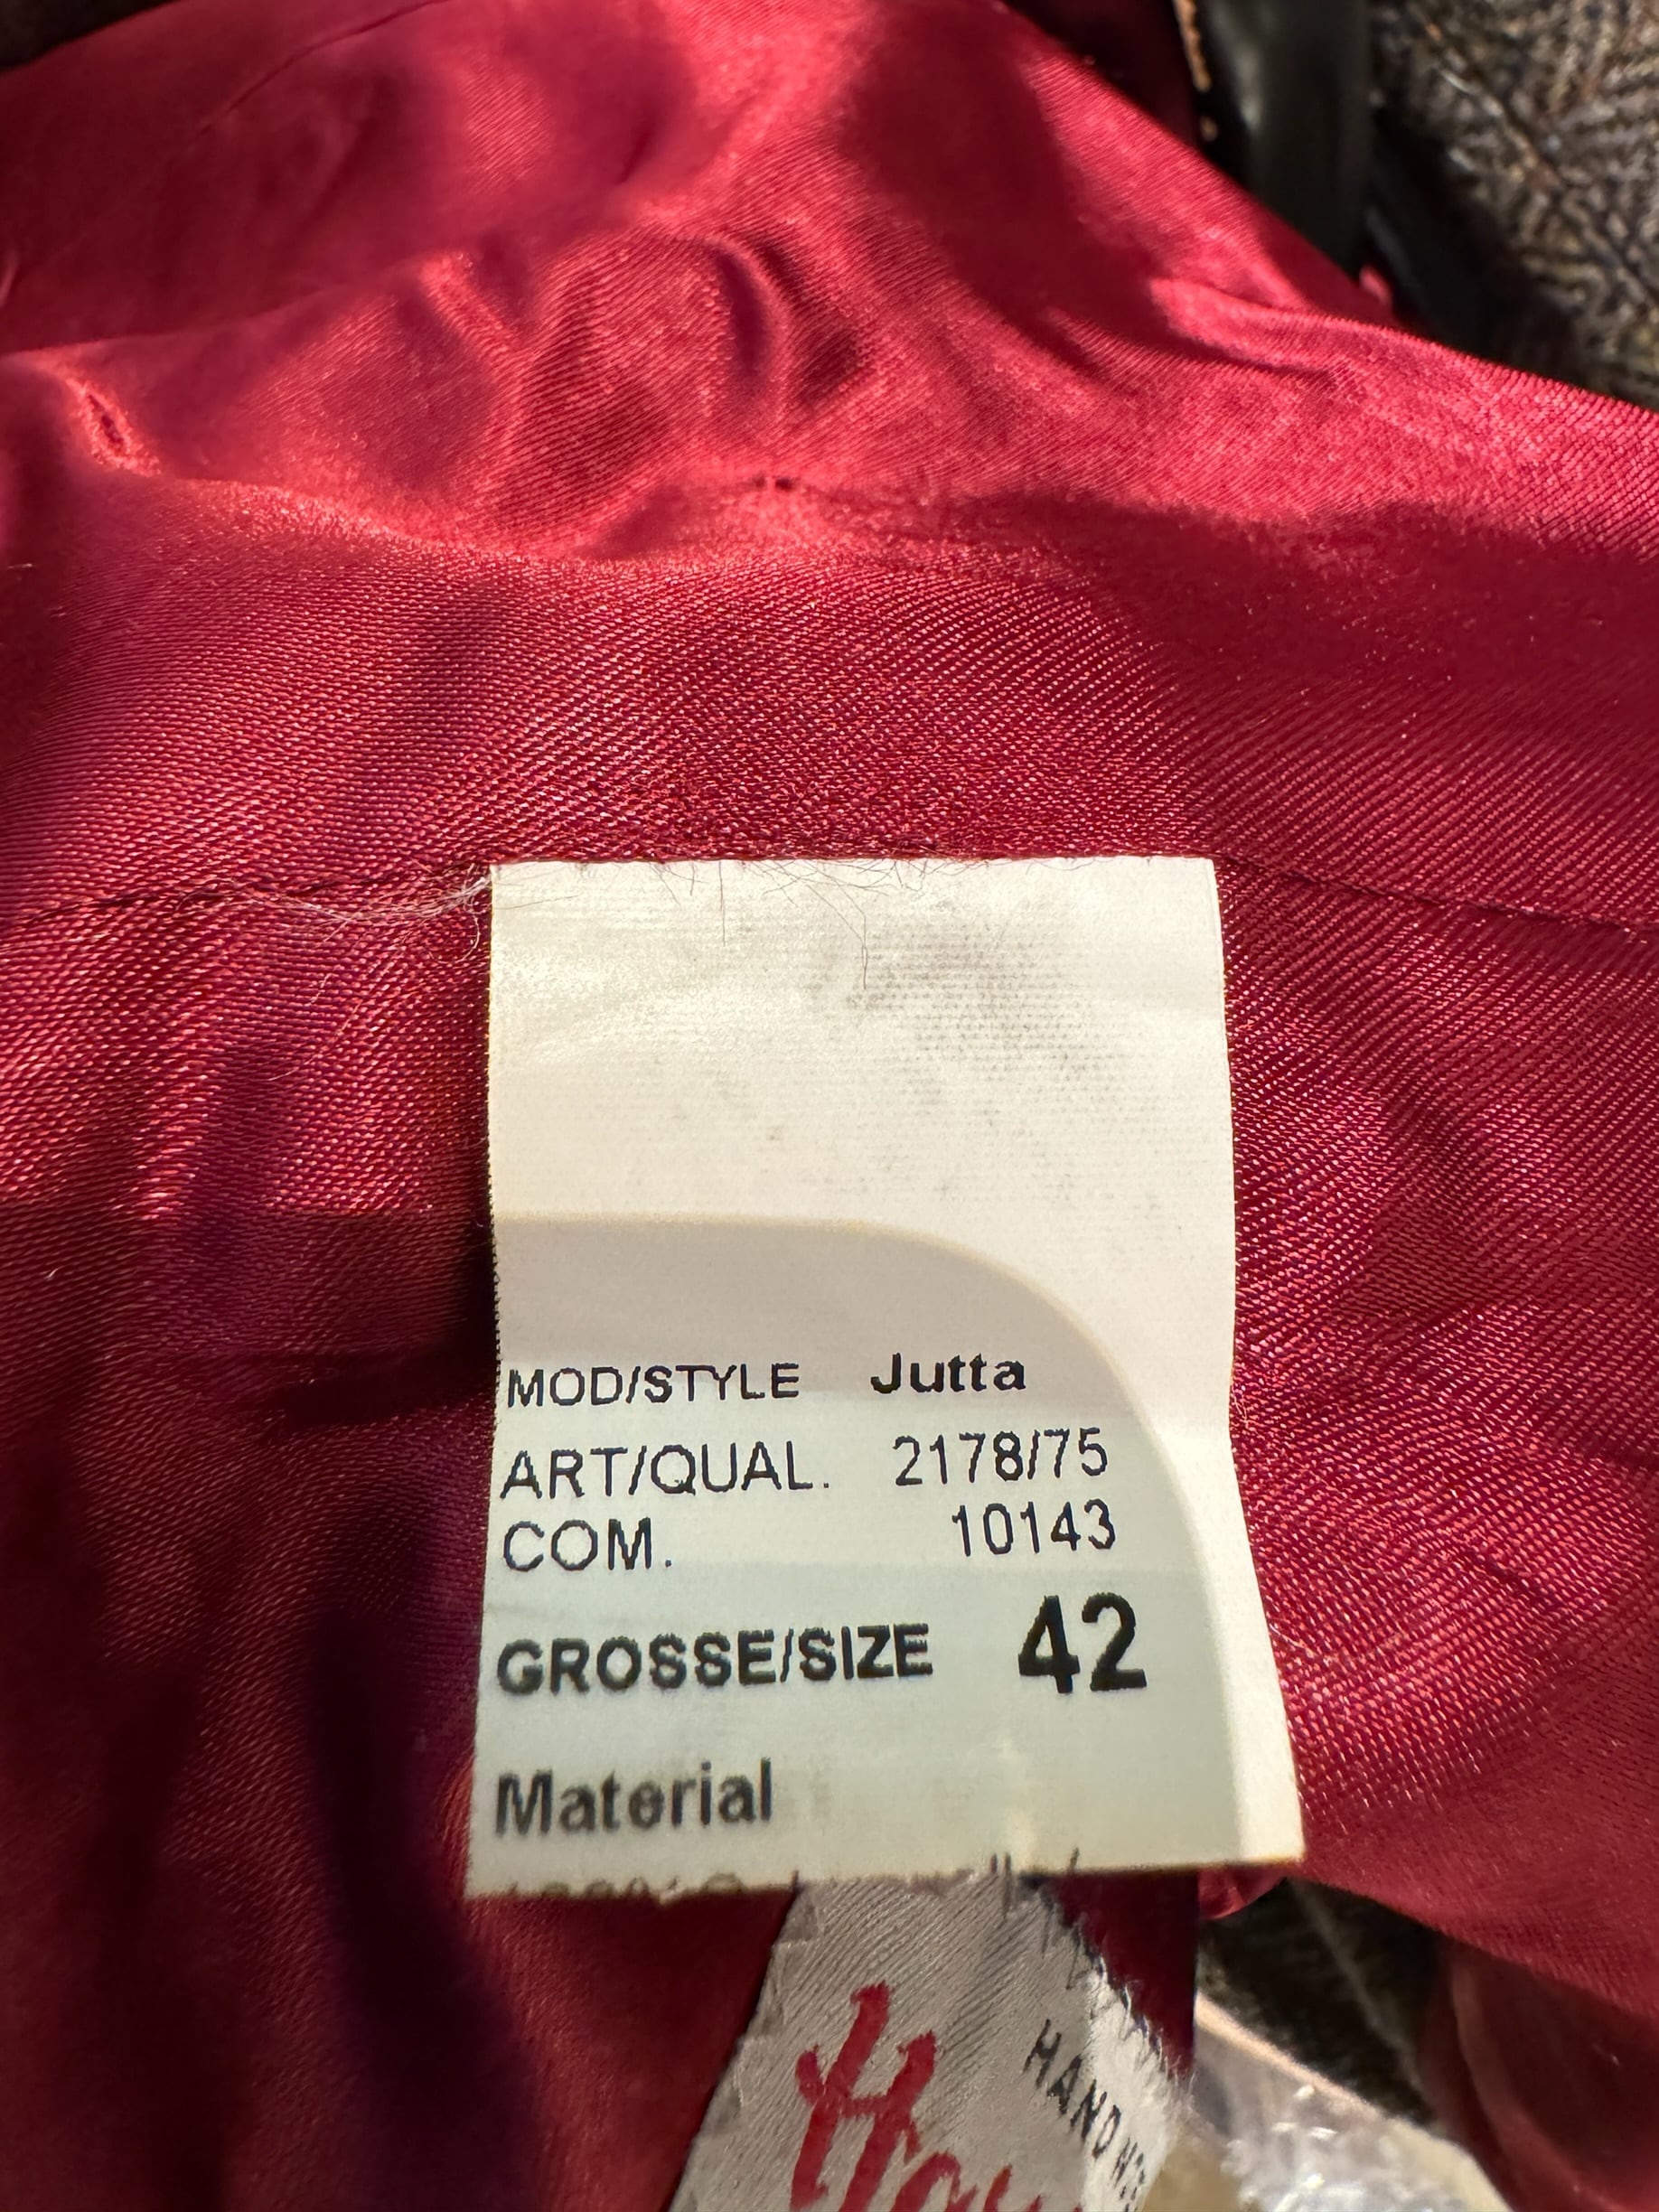 MOD/STYLE Jutta
ART/QUAL. 2178/75
COM. 10143
GROSSE/SIZE 42
Material